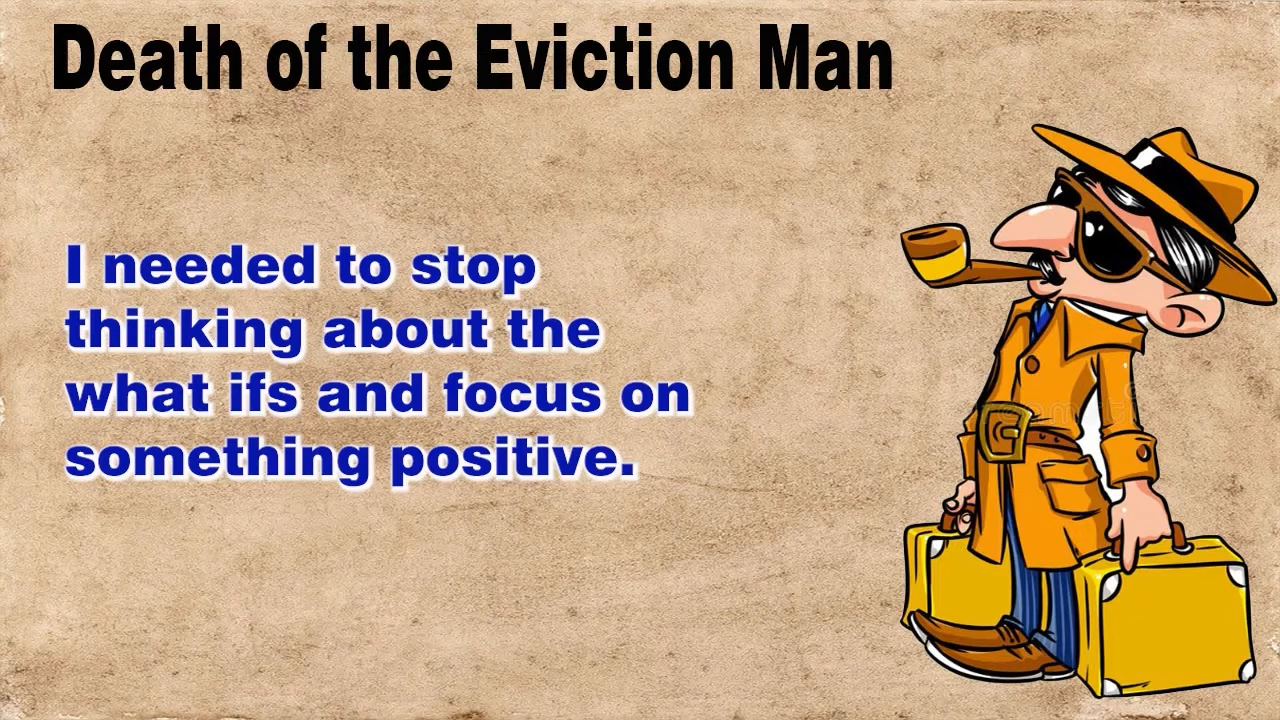 Death of the Eviction Man
I needed to stop
thinking about the
what ifs and focus on
something positive.